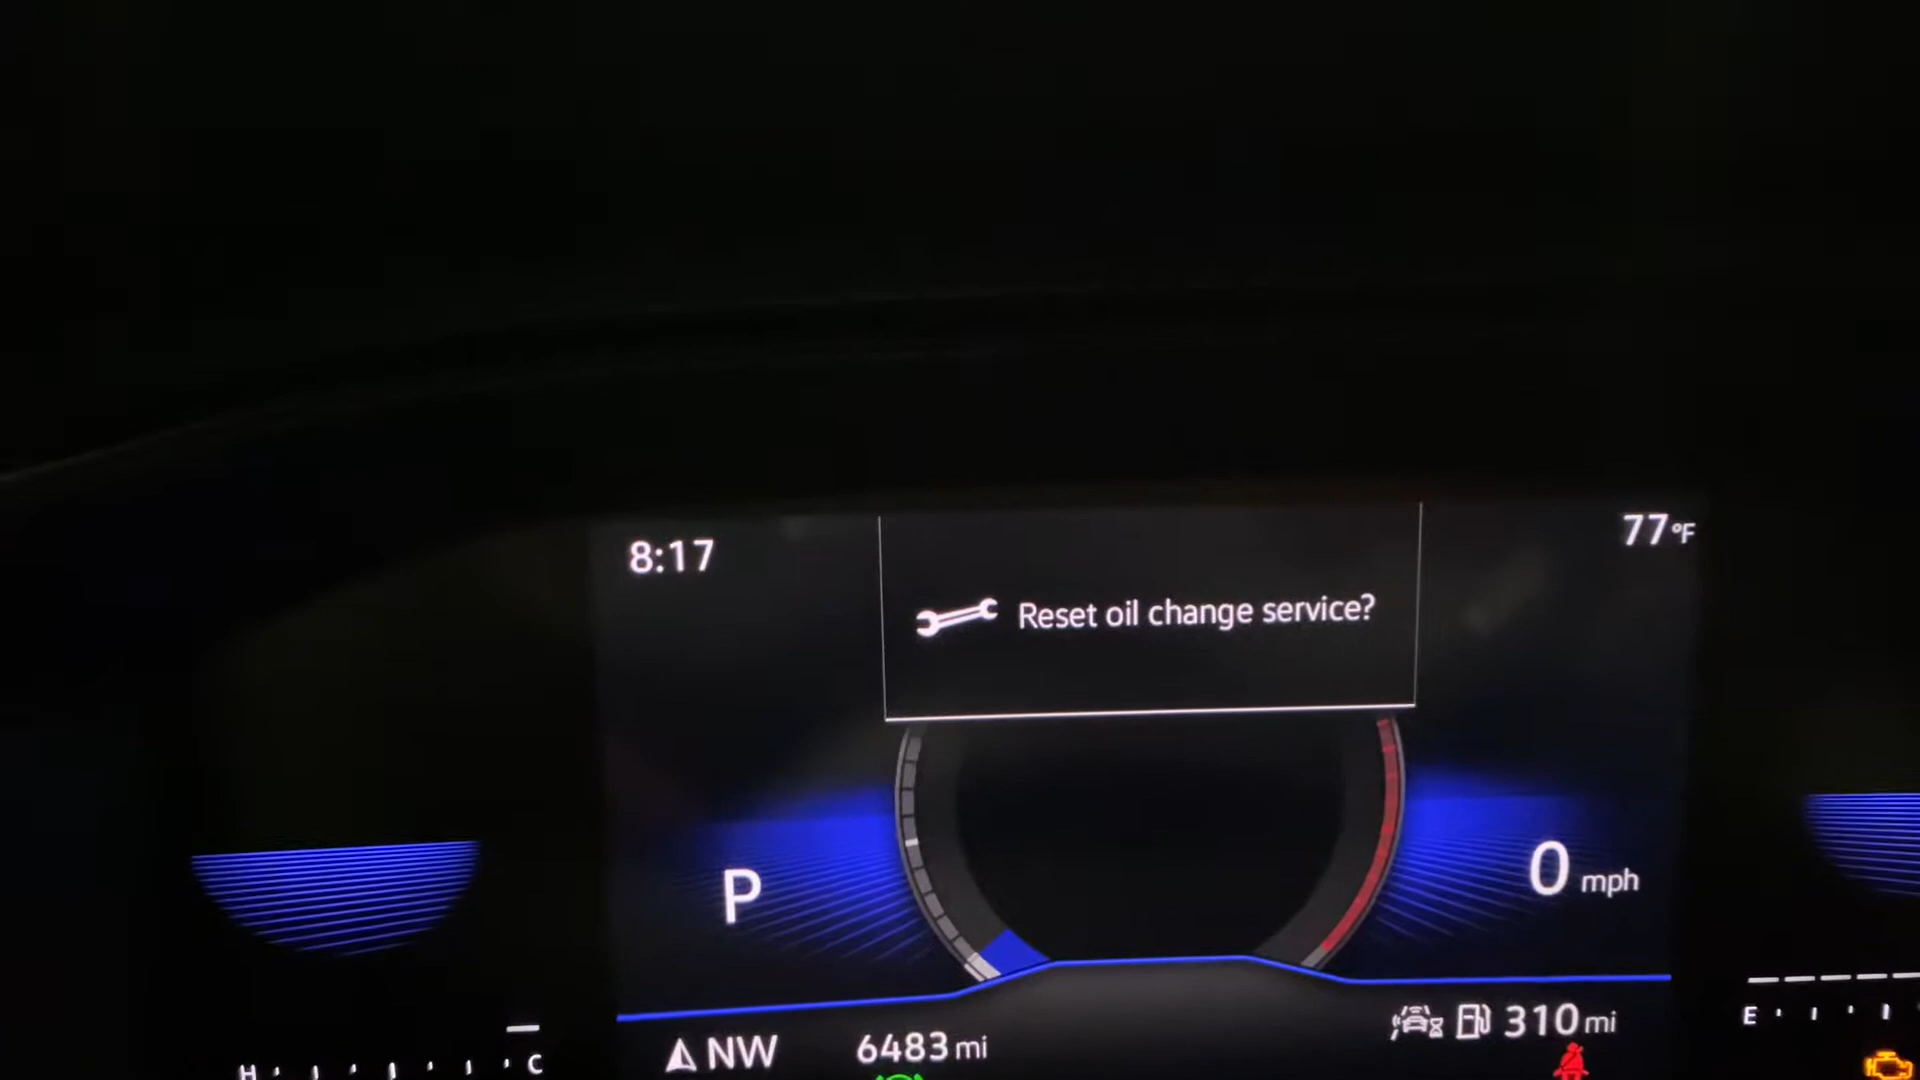 8:17
77°F
Reset oil change service?
P
0 mph
NW
6483 mi
310 mi
H
C
E